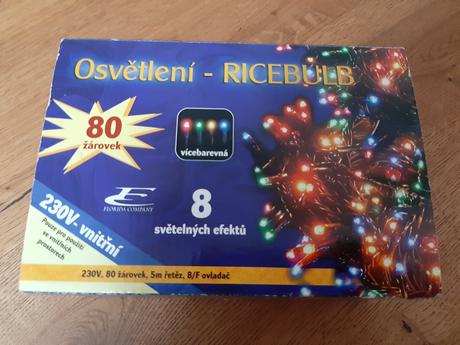 Osvětlení - RICEBULB
80
žárovek
vícebarevná
FLORIDA COMPANY
8
světelných efektů
230V- vnitřní
Pouze pro použití
ve vnitřních
prostorech
230V, 80 žárovek, 5m řetěz, 8/F ovladač